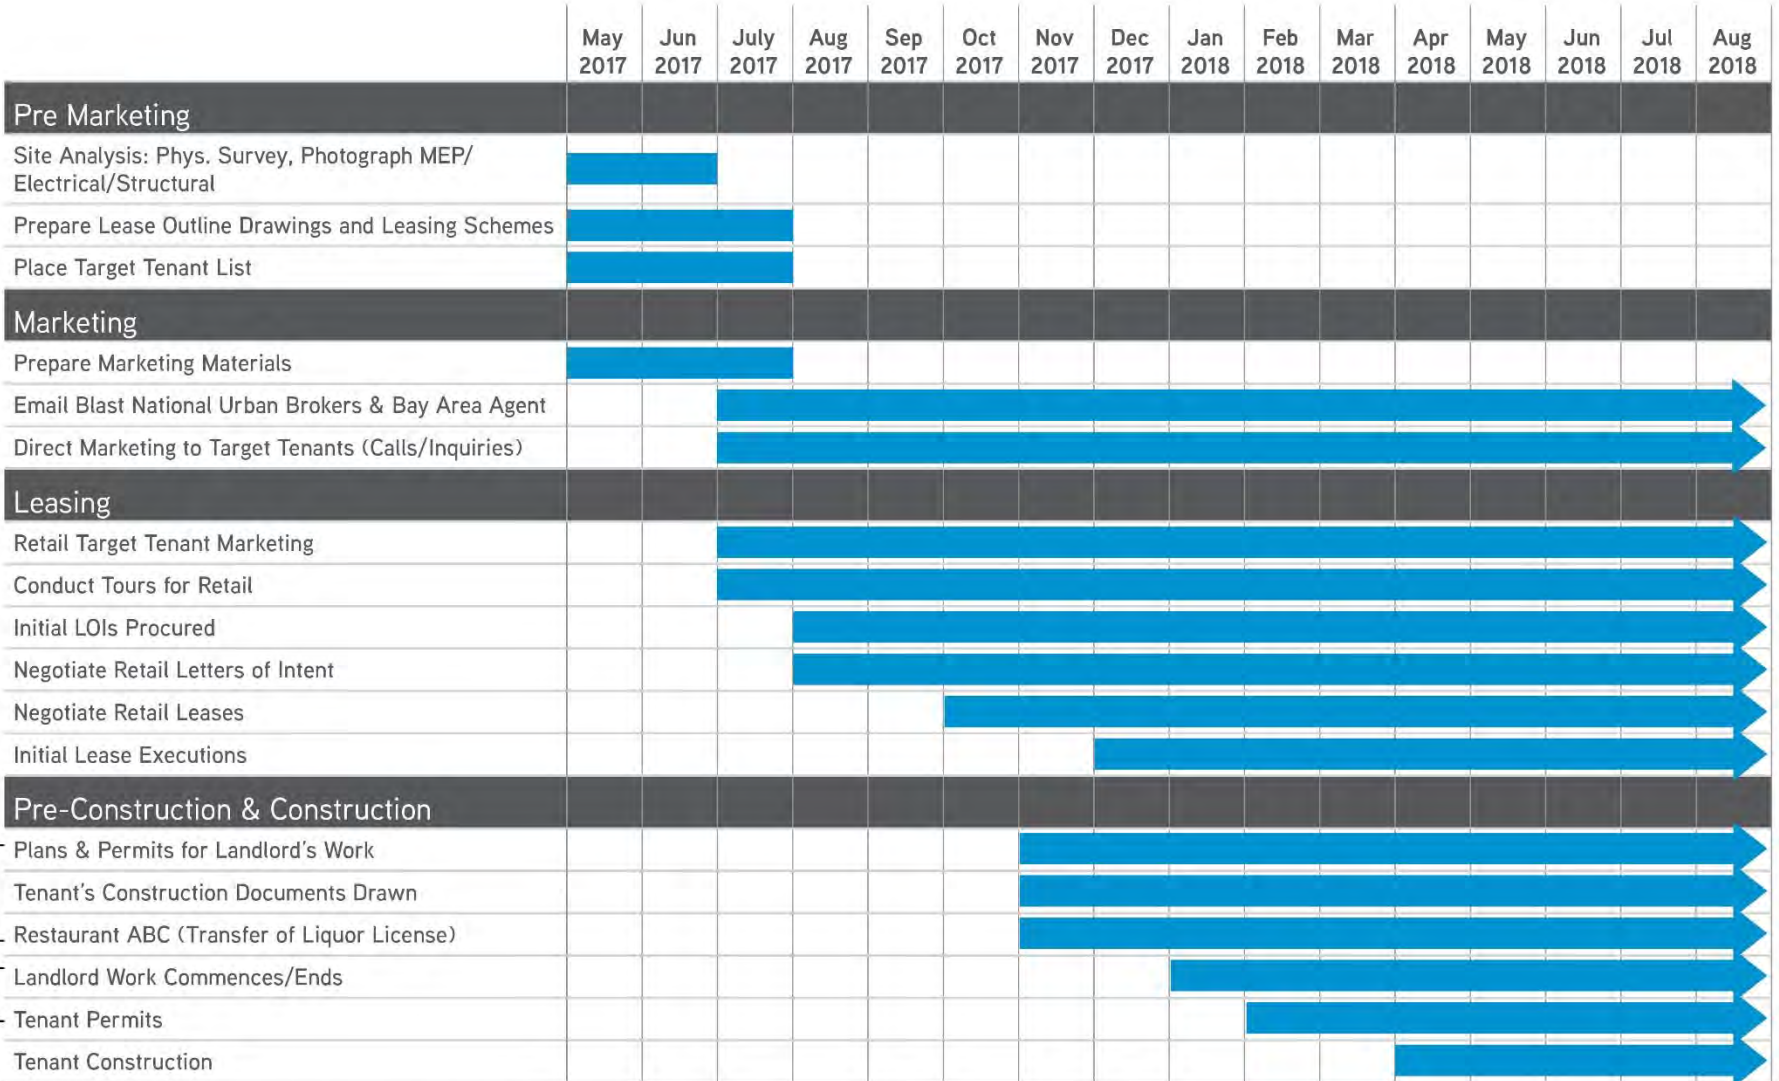 May Jun July Aug Sep Oct Nov Dec Jan Feb Mar Apr May Jun Jul Aug
2017 2017 2017 2017 2017 2017 2017 2017 2018 2018 2018 2018 2018 2018 2018 2018
Pre Marketing
Site Analysis: Phys. Survey, Photograph MEP/
Electrical/Structural
Prepare Lease Outline Drawings and Leasing Schemes
Place Target Tenant List
Marketing
Prepare Marketing Materials
Email Blast National Urban Brokers & Bay Area Agent
Direct Marketing to Target Tenants (Calls/Inquiries)
Leasing
Retail Target Tenant Marketing
Conduct Tours for Retail
Initial LOIs Procured
Negotiate Retail Letters of Intent
Negotiate Retail Leases
Initial Lease Executions
Pre-Construction & Construction
Plans & Permits for Landlord's Work
Tenant's Construction Documents Drawn
Restaurant ABC (Transfer of Liquor License)
Landlord Work Commences/Ends
Tenant Permits
Tenant Construction